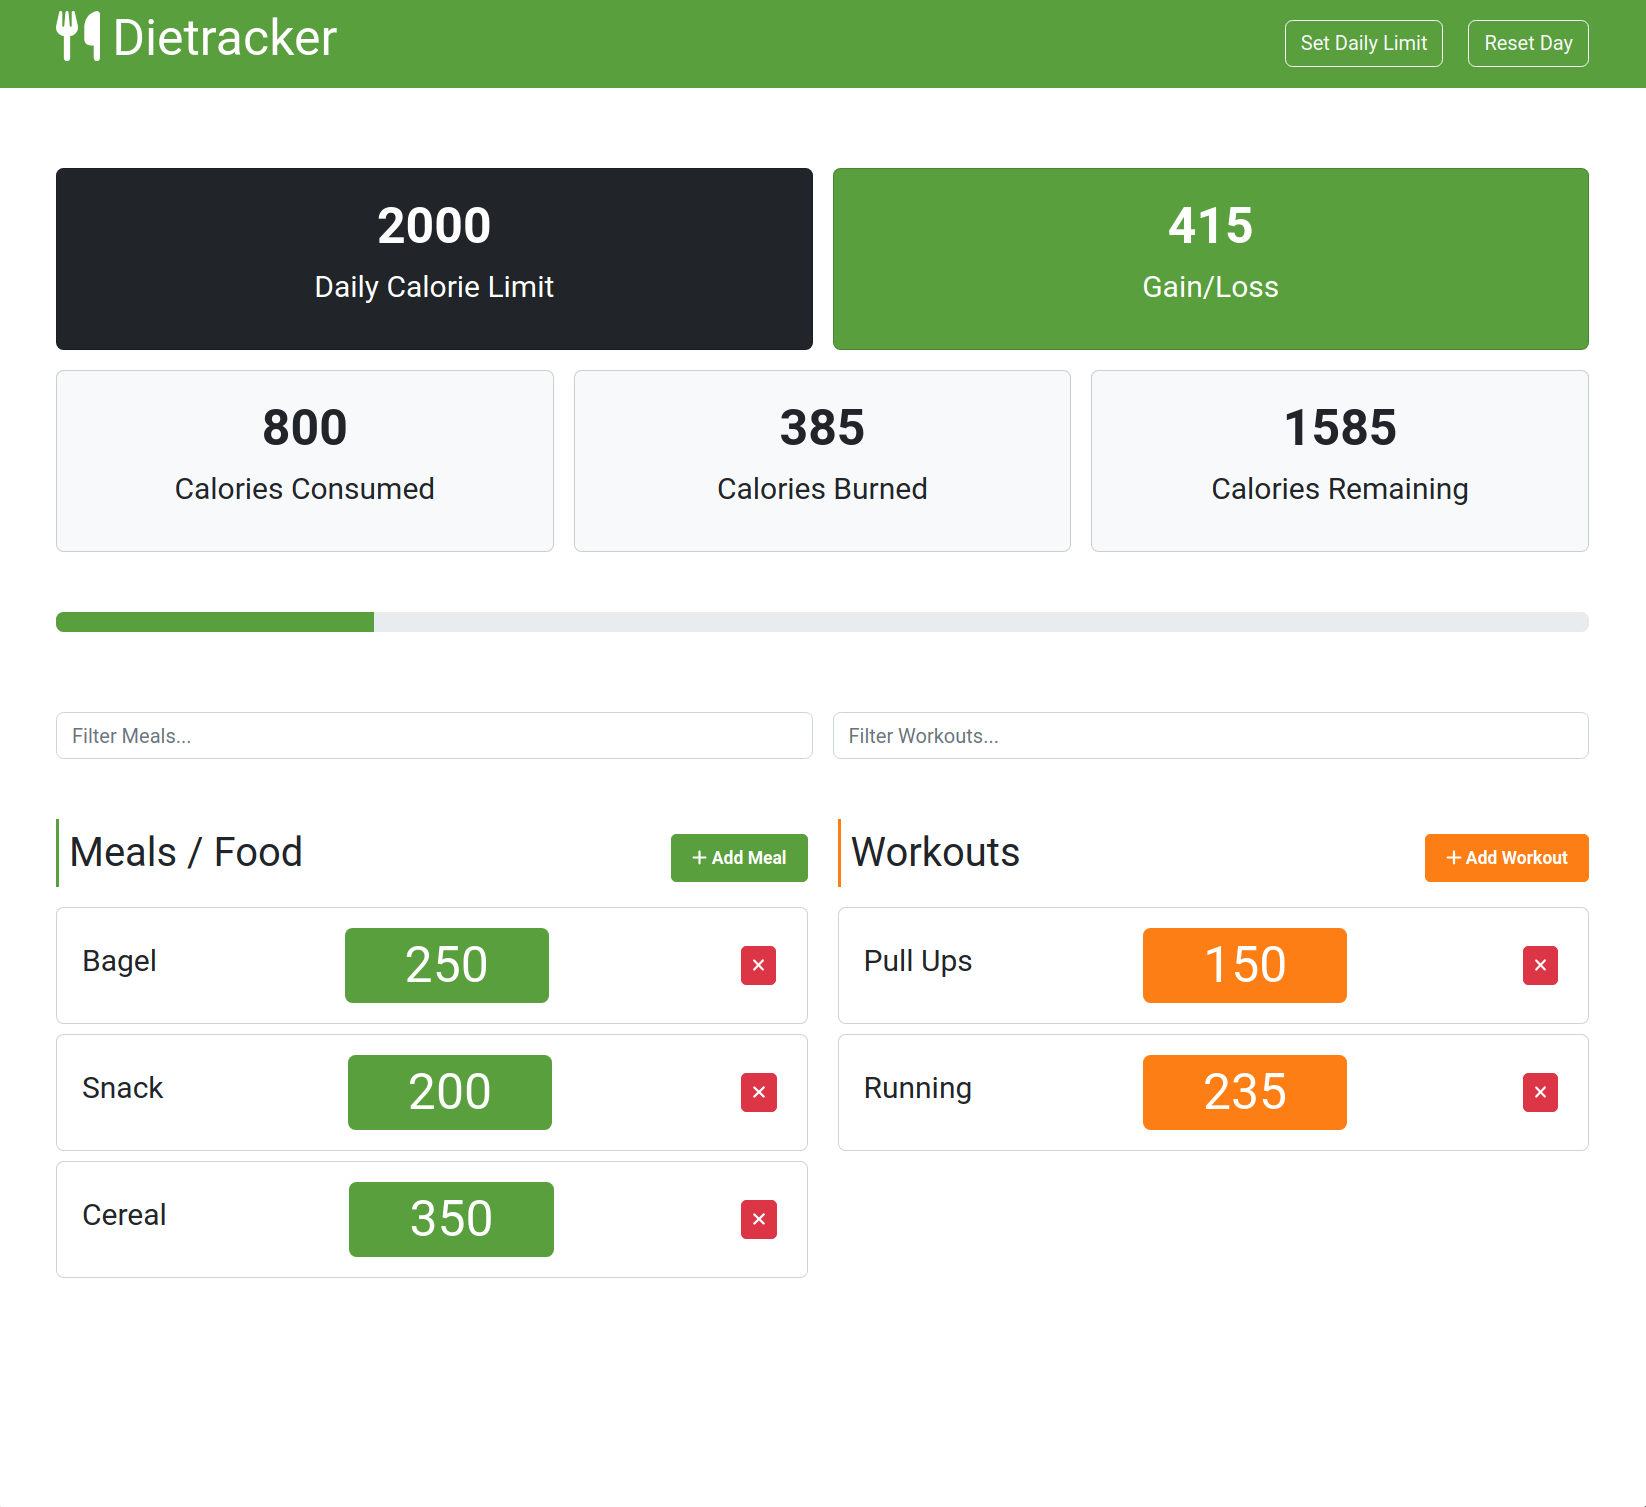 Dietracker
Set Daily Limit
Reset Day
2000
Daily Calorie Limit
415
Gain/Loss
800
Calories Consumed
385
Calories Burned
1585
Calories Remaining
Filter Meals...
Filter Workouts...
Meals / Food
+ Add Meal
Bagel
250
Snack
200
Cereal
350
Workouts
+ Add Workout
Pull Ups
150
Running
235